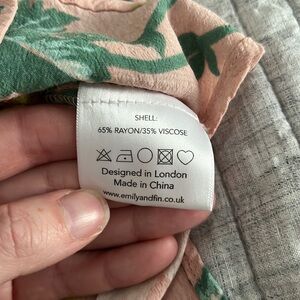 SHELL:
65% RAYON/35% VISCOSE
Designed in London
Made in China
www.emilyandfin.co.uk